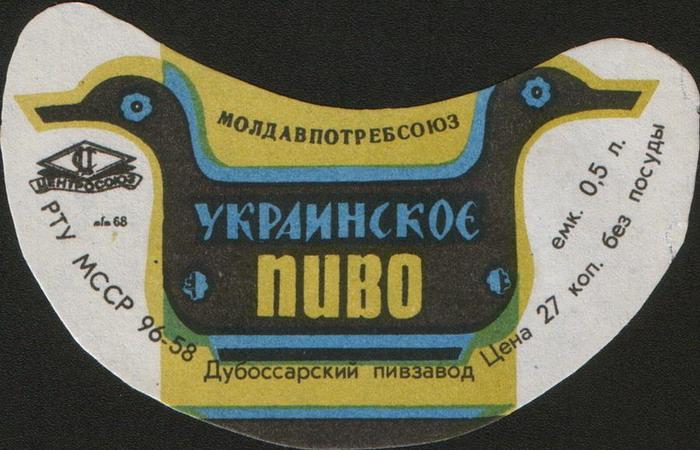 МОЛДАВПОТРЕБСОЮЗ
ЦЕНТРОСОЮЗ
РТУ МССР 96-58
УКРАИНСКОЕ
ПИВО
Дубоссарский пивзавод
емк. 0,5 л.
Цена 27 коп. без посуды